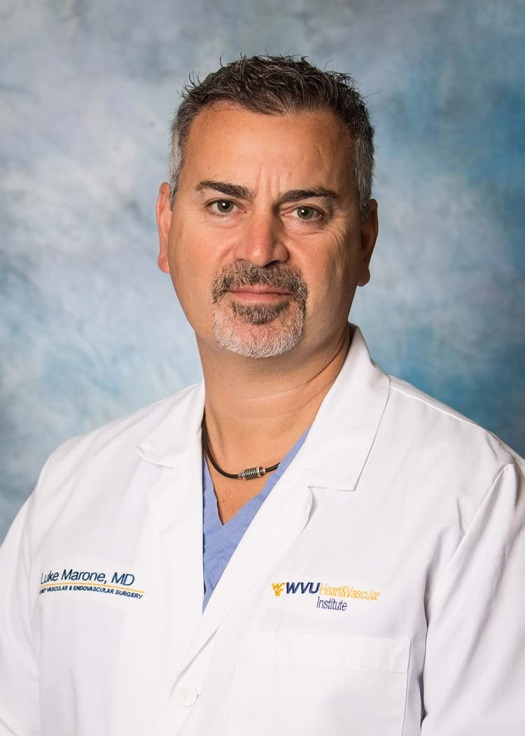 Luke Marone, MD
VASCULAR & ENDOVASCULAR SURGERY
WVU Heart&Vascular
Institute